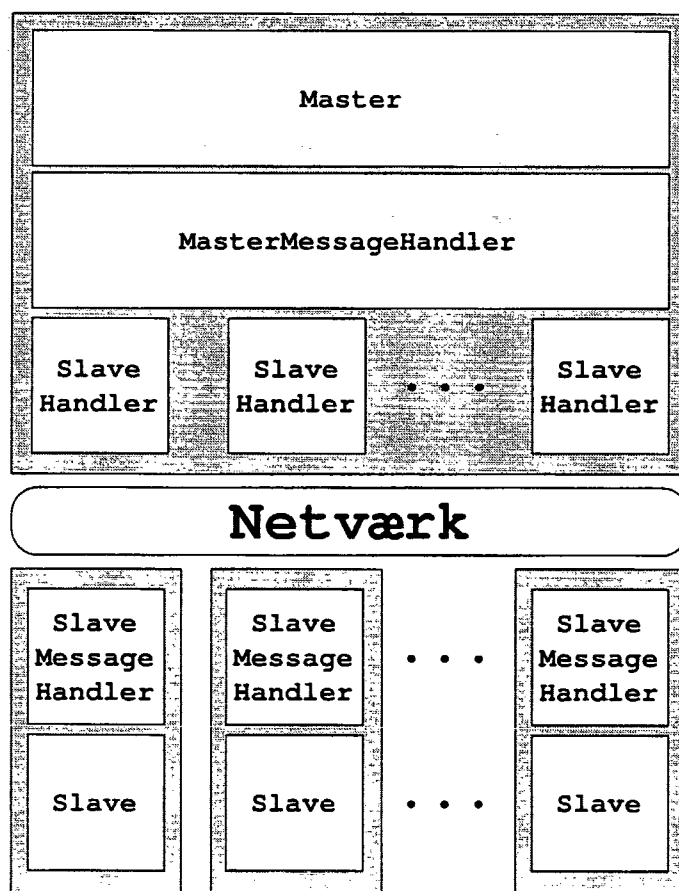 Master
MasterMessageHandler
Slave Handler
Slave Handler
. . .
Slave Handler
Netværk
Slave Message Handler
Slave Message Handler
. . .
Slave Message Handler
Slave
Slave
. . .
Slave